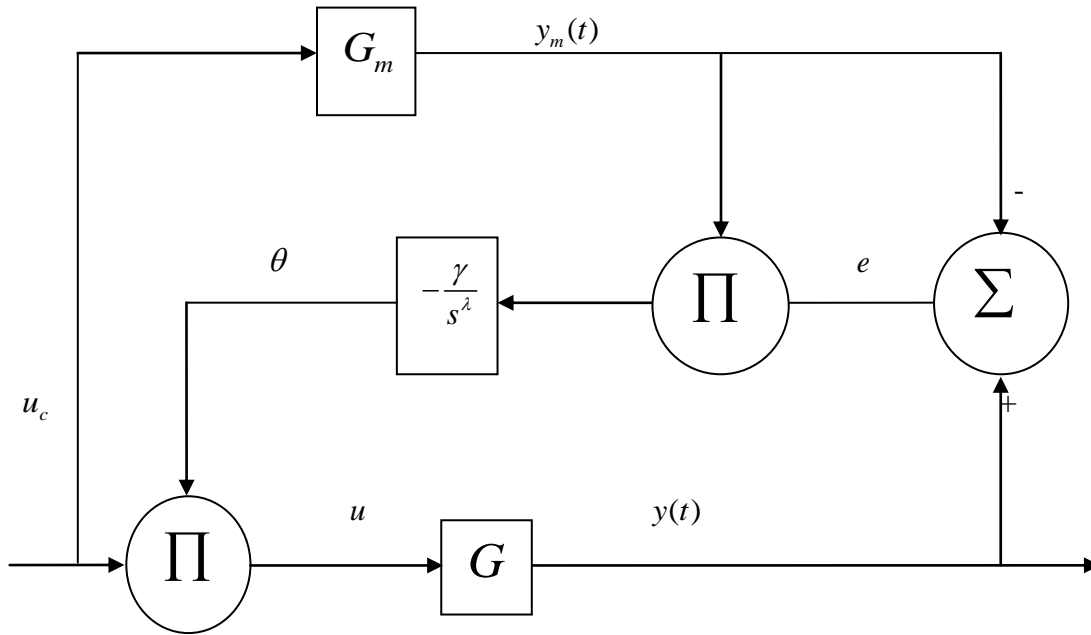 y_m(t)
G_m
-
θ
e
-γ/s^λ
∏
∑
u_c
+
u
y(t)
∏
G